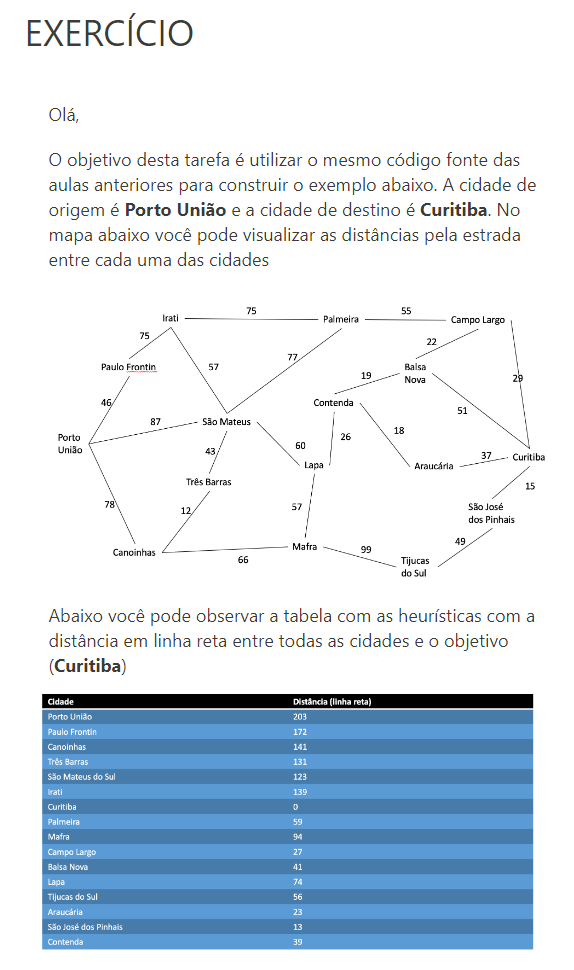 EXERCÍCIO
Olá,
O objetivo desta tarefa é utilizar o mesmo código fonte das
aulas anteriores para construir o exemplo abaixo. A cidade de
origem é Porto União e a cidade de destino é Curitiba. No
mapa abaixo você pode visualizar as distâncias pela estrada
entre cada uma das cidades
Irati 75 Palmeira 55 Campo Largo
75
22
Paulo Frontin 57 77 Balsa
Nova
19 29
46 Contenda
87 São Mateus 51
Porto
União
43 60 26 18 37 Curitiba
Lapa Araucária
Três Barras 15
78 12 57 São José
dos Pinhais
Canoinhas Mafra 49
66 99 Tijucas
do Sul
Abaixo você pode observar a tabela com as heurísticas com a
distância em linha reta entre todas as cidades e o objetivo
(Curitiba)
Cidade Distância (linha reta)
Porto União 203
Paulo Frontin 172
Canoinhas 141
Três Barras 131
São Mateus do Sul 123
Irati 139
Curitiba 0
Palmeira 59
Mafra 94
Campo Largo 27
Balsa Nova 41
Lapa 74
Tijucas do Sul 56
Araucária 23
São José dos Pinhais 13
Contenda 39